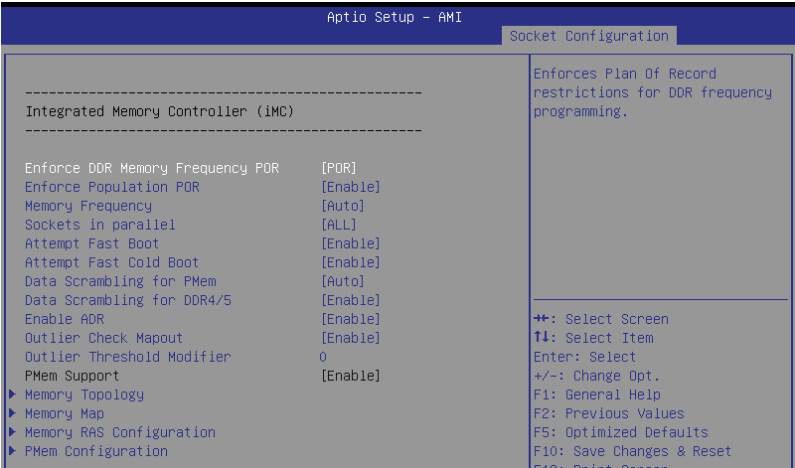 Aptio Setup – AMI
Socket Configuration
--------------------------------------------------
Integrated Memory Controller (iMC)
--------------------------------------------------
Enforce DDR Memory Frequency POR [POR]
Enforce Population POR [Enable]
Memory Frequency [Auto]
Sockets in parallel [ALL]
Attempt Fast Boot [Enable]
Attempt Fast Cold Boot [Enable]
Data Scrambling for PMem [Auto]
Data Scrambling for DDR4/5 [Enable]
Enable ADR [Enable]
Outlier Check Mapout [Enable]
Outlier Threshold Modifier 0
PMem Support [Enable]
Memory Topology
Memory Map
Memory RAS Configuration
PMem Configuration
Enforces Plan Of Record
restrictions for DDR frequency
programming.
→←: Select Screen
↑↓: Select Item
Enter: Select
+/-: Change Opt.
F1: General Help
F2: Previous Values
F5: Optimized Defaults
F10: Save Changes & Reset